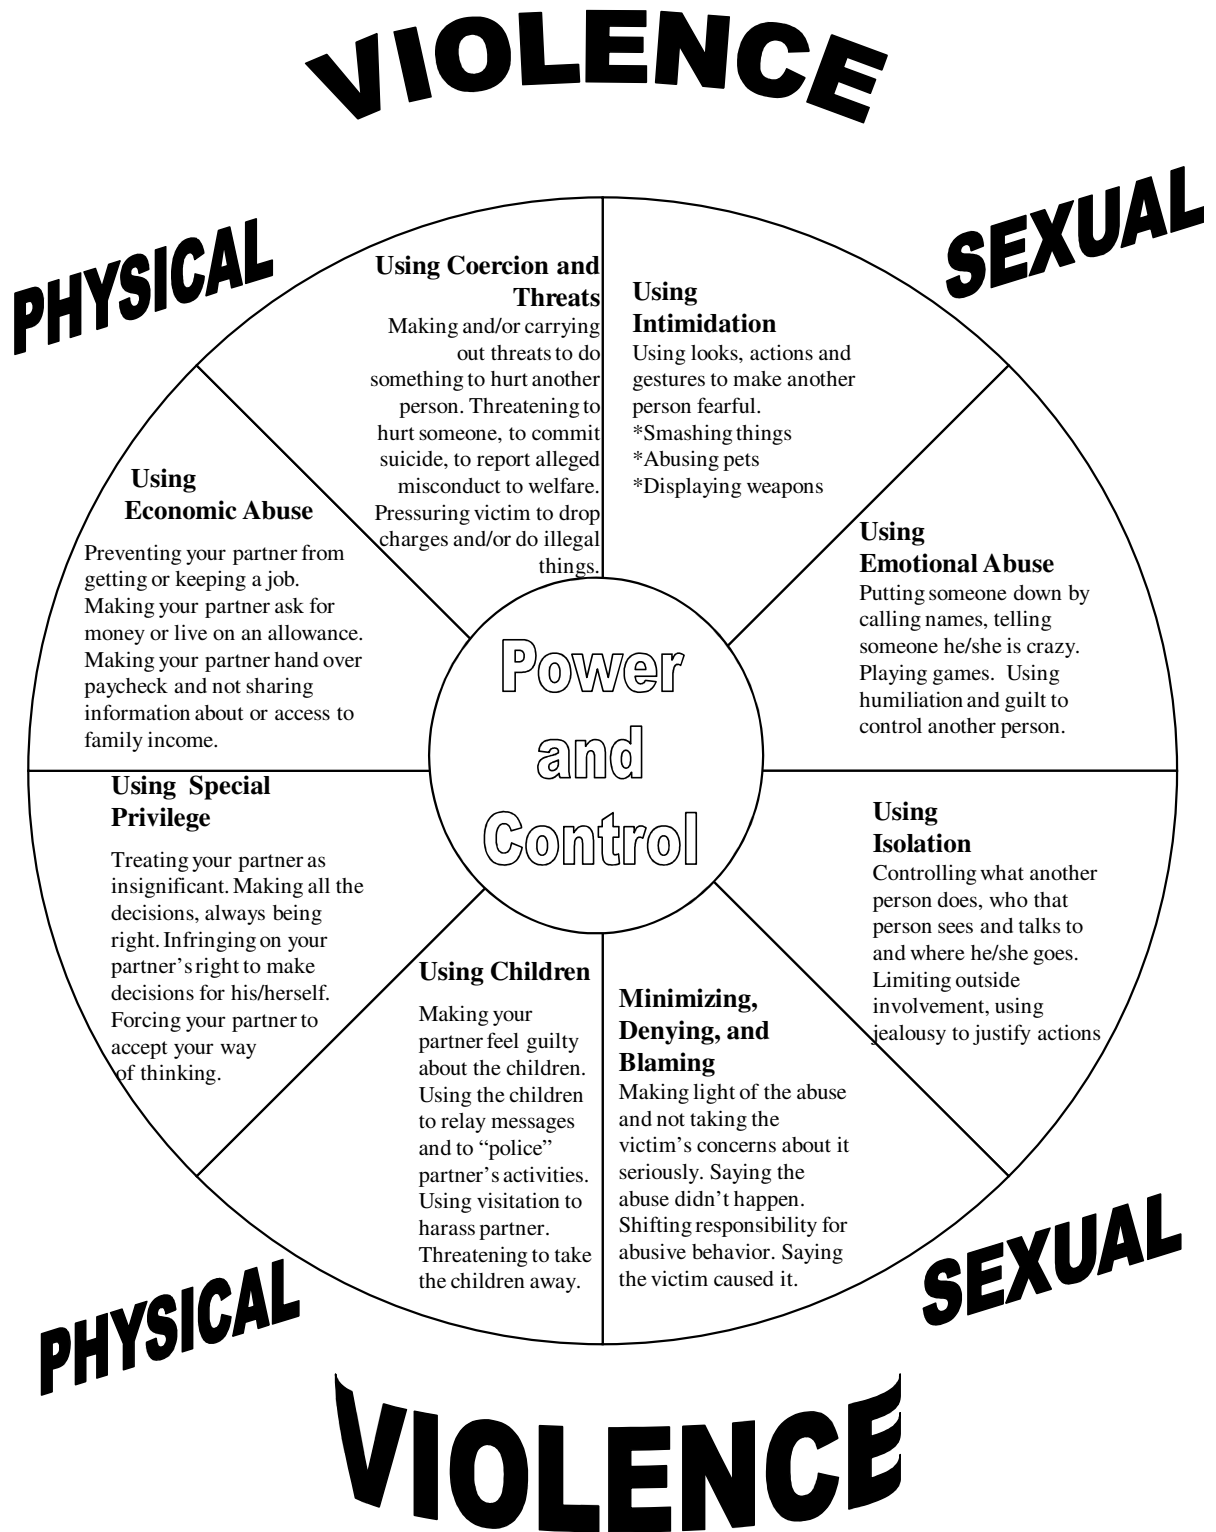 VIOLENCE
PHYSICAL
SEXUAL
Using Coercion and
Threats
Making and/or carrying
out threats to do
something to hurt another
person. Threatening to
hurt someone, to commit
suicide, to report alleged
misconduct to welfare.
Pressuring victim to drop
charges and/or do illegal
things.
Using
Intimidation
Using looks, actions and
gestures to make another
person fearful.
*Smashing things
*Abusing pets
*Displaying weapons
Using
Economic Abuse
Preventing your partner from
getting or keeping a job.
Making your partner ask for
money or live on an allowance.
Making your partner hand over
paycheck and not sharing
information about or access to
family income.
Using
Emotional Abuse
Putting someone down by
calling names, telling
someone he/she is crazy.
Playing games. Using
humiliation and guilt to
control another person.
Power
and
Control
Using Special
Privilege
Treating your partner as
insignificant. Making all the
decisions, always being
right. Infringing on your
partner's right to make
decisions for his/herself.
Forcing your partner to
accept your way
of thinking.
Using
Isolation
Controlling what another
person does, who that
person sees and talks to
and where he/she goes.
Limiting outside
involvement, using
jealousy to justify actions
Using Children
Making your
partner feel guilty
about the children.
Using the children
to relay messages
and to “police”
partner's activities.
Using visitation to
harass partner.
Threatening to take
the children away.
Minimizing,
Denying, and
Blaming
Making light of the abuse
and not taking the
victim's concerns about it
seriously. Saying the
abuse didn't happen.
Shifting responsibility for
abusive behavior. Saying
the victim caused it.
PHYSICAL
SEXUAL
VIOLENCE